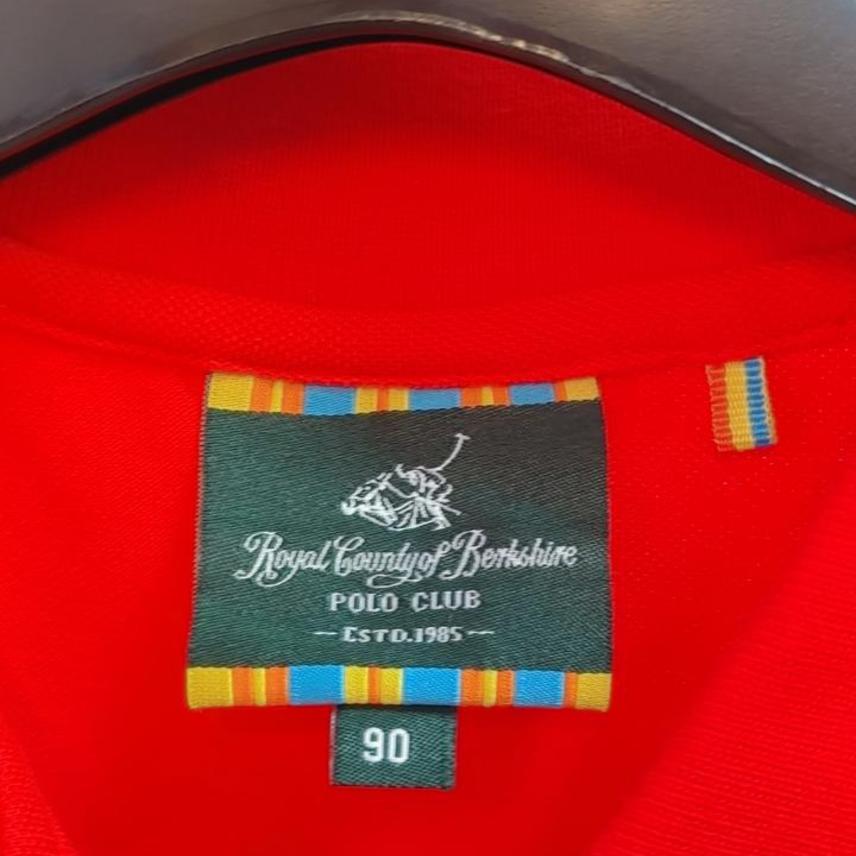 Royal County of Berkshire
POLO CLUB
ESTD.1985
90